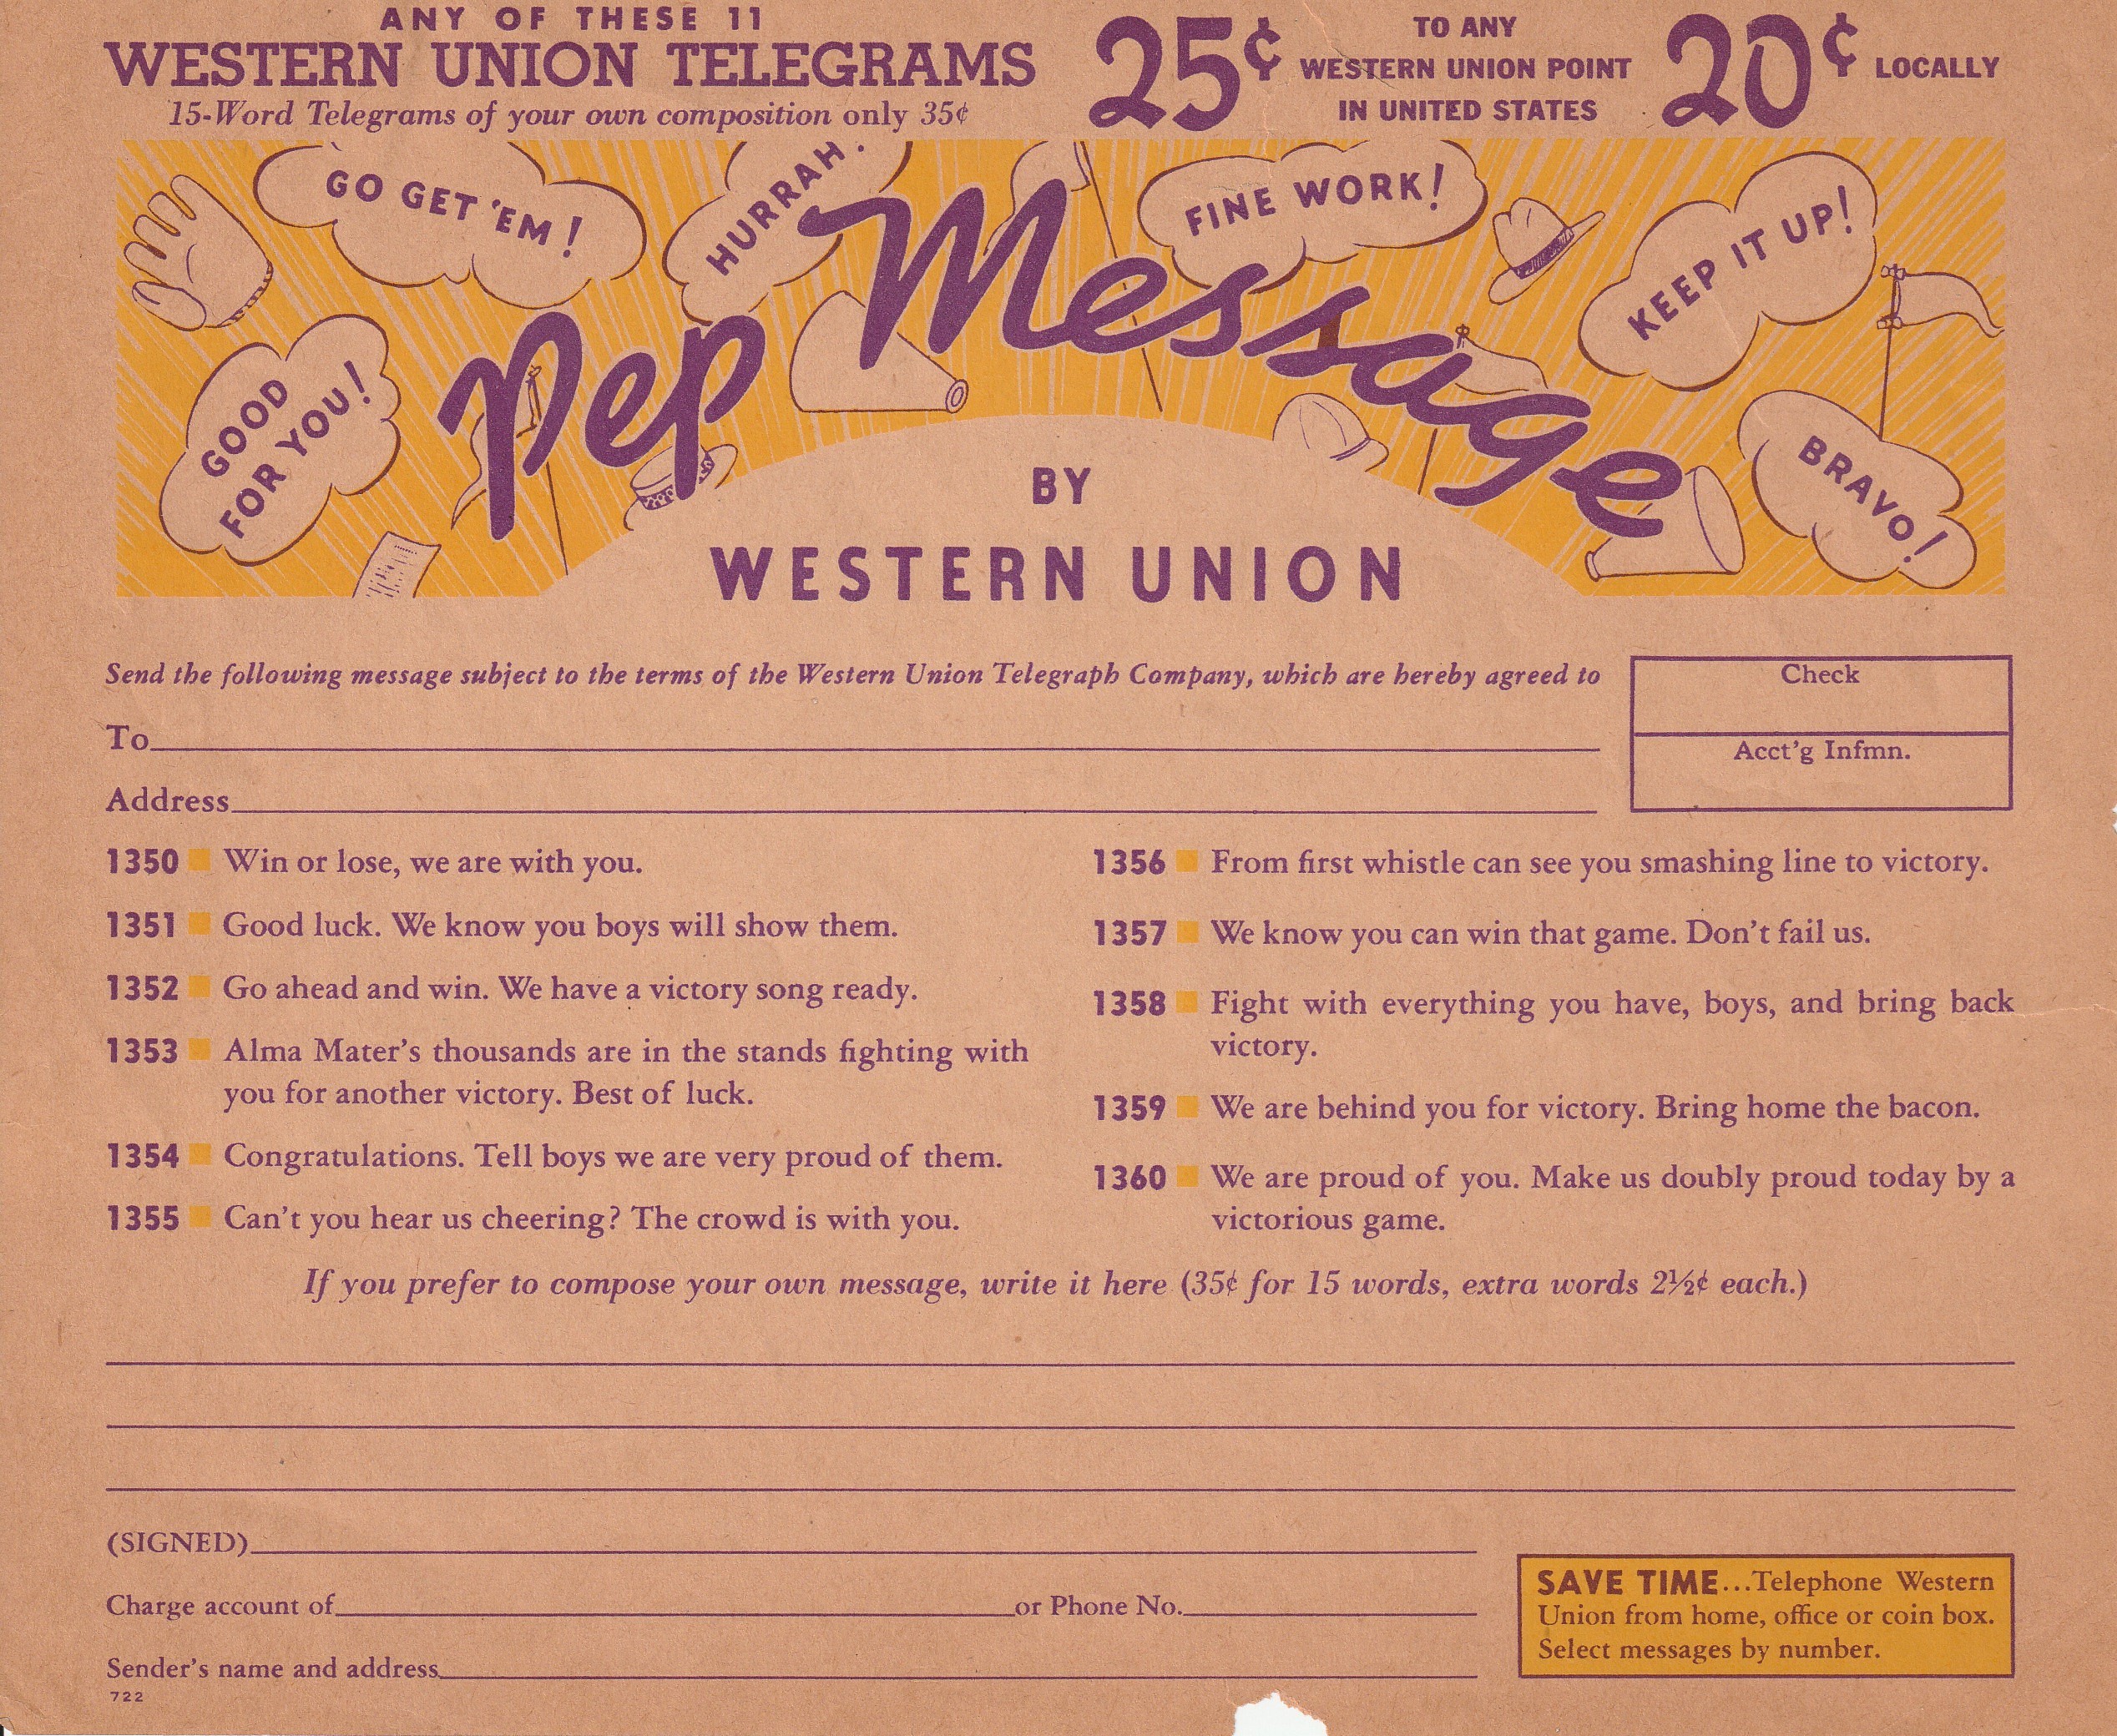 ANY OF THESE 11
WESTERN UNION TELEGRAMS
15-Word Telegrams of your own composition only 35¢
25¢
TO ANY
WESTERN UNION POINT
IN UNITED STATES
20¢ LOCALLY
GO GET 'EM!
HURRAH!
FINE WORK!
KEEP IT UP!
GOOD
FOR YOU!
BRAVO!
Pep Message
BY
WESTERN UNION
Send the following message subject to the terms of the Western Union Telegraph Company, which are hereby agreed to
Check
To
Acct'g Infmn.
Address
1350 Win or lose, we are with you.
1351 Good luck. We know you boys will show them.
1352 Go ahead and win. We have a victory song ready.
1353 Alma Mater's thousands are in the stands fighting with
you for another victory. Best of luck.
1354 Congratulations. Tell boys we are very proud of them.
1355 Can't you hear us cheering? The crowd is with you.
1356 From first whistle can see you smashing line to victory.
1357 We know you can win that game. Don't fail us.
1358 Fight with everything you have, boys, and bring back
victory.
1359 We are behind you for victory. Bring home the bacon.
1360 We are proud of you. Make us doubly proud today by a
victorious game.
If you prefer to compose your own message, write it here (35¢ for 15 words, extra words 2½¢ each.)
(SIGNED)
Charge account of or Phone No.
Sender's name and address
722
SAVE TIME...Telephone Western
Union from home, office or coin box.
Select messages by number.